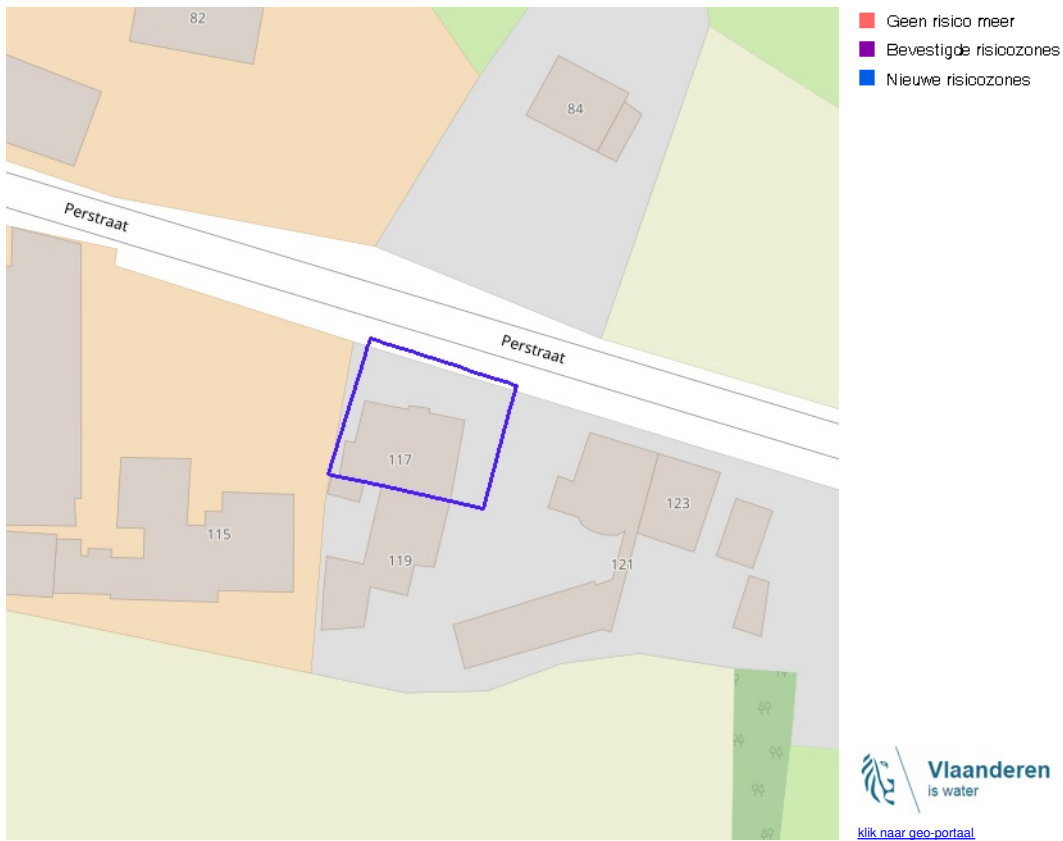 82
84
Perstraat
Perstraat
117
115
119
123
121
Geen risico meer
Bevestigde risicozones
Nieuwe risicozones
Vlaanderen
is water
klik naar geo-portaal